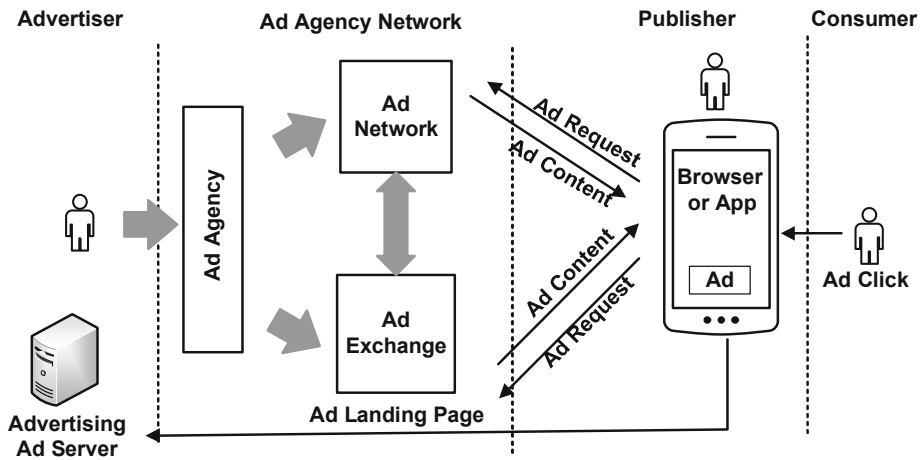 Advertiser
Ad Agency Network
Publisher
Consumer
Ad Agency
Ad
Network
Ad
Exchange
Ad Request
Ad Content
Ad Content
Ad Request
Browser
or App
Ad
Ad Click
Ad Landing Page
Advertising
Ad Server